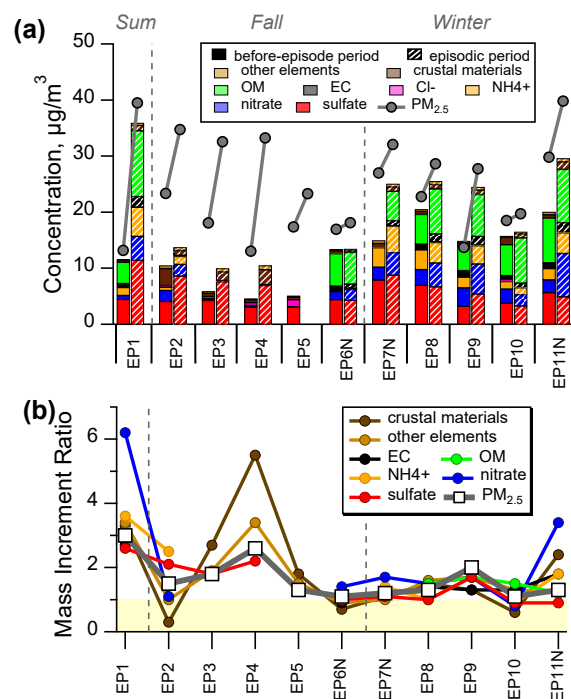 (a) Sum Fall Winter
before-episode period episodic period
other elements crustal materials
OM EC Cl- NH4+
nitrate sulfate PM2.5
Concentration, µg/m³
50
40
30
20
10
0
EP1 EP2 EP3 EP4 EP5 EP6N EP7N EP8 EP9 EP10 EP11N
(b)
crustal materials
other elements
EC OM
NH4+ nitrate
sulfate PM2.5
Mass Increment Ratio
6
4
2
0
EP1 EP2 EP3 EP4 EP5 EP6N EP7N EP8 EP9 EP10 EP11N